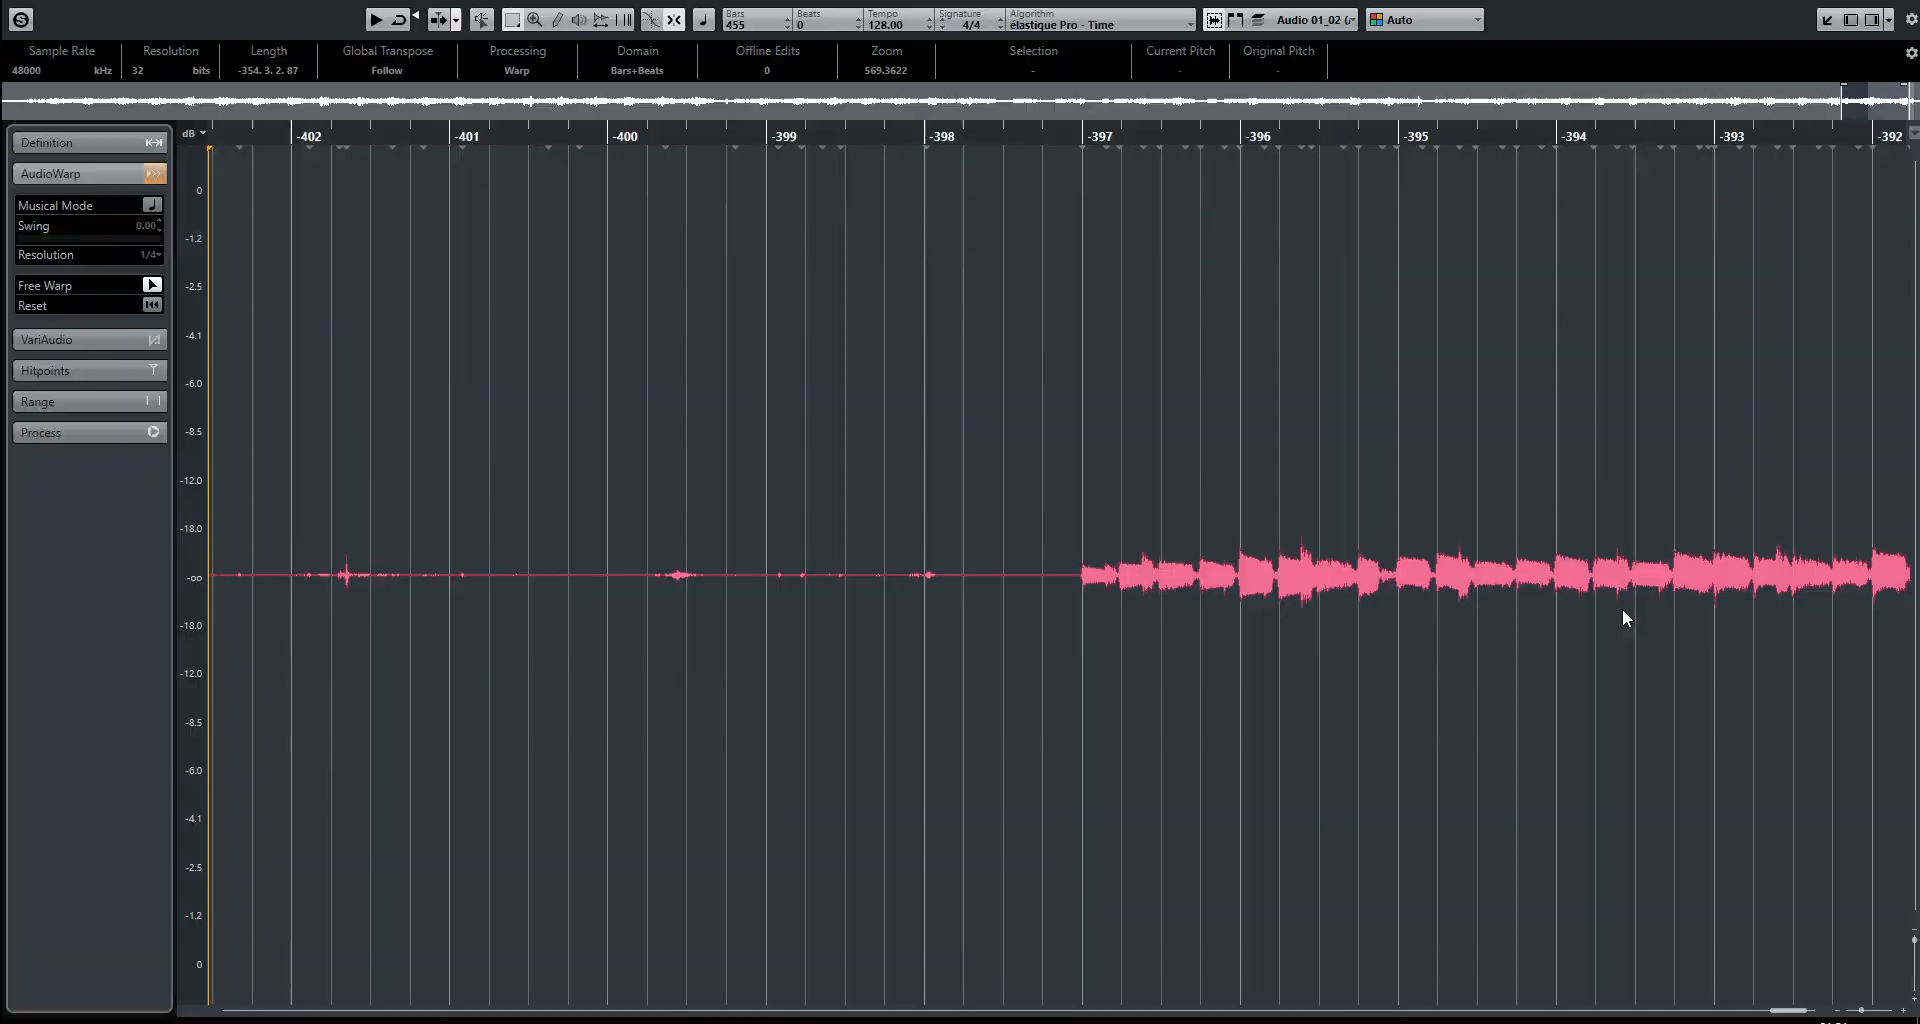 Bars Beats Tempo Signature Algorithm
455 0 128.00 4/4 élastique Pro - Time Audio 01_02 (. Auto
Sample Rate Resolution Length Global Transpose Processing Domain Offline Edits Zoom Selection Current Pitch Original Pitch
48000 kHz 32 bits -354. 3. 2. 87 Follow Warp Bars+Beats 0 569.3622 - - -
dB -402 -401 -400 -399 -398 -397 -396 -395 -394 -393 -392
Definition
AudioWarp
Musical Mode
Swing 0.00
Resolution 1/4
Free Warp
Reset
VariAudio
Hitpoints
Range
Process
0
-1.2
-2.5
-4.1
-6.0
-8.5
-12.0
-18.0
-oo
-18.0
-12.0
-8.5
-6.0
-4.1
-2.5
-1.2
0